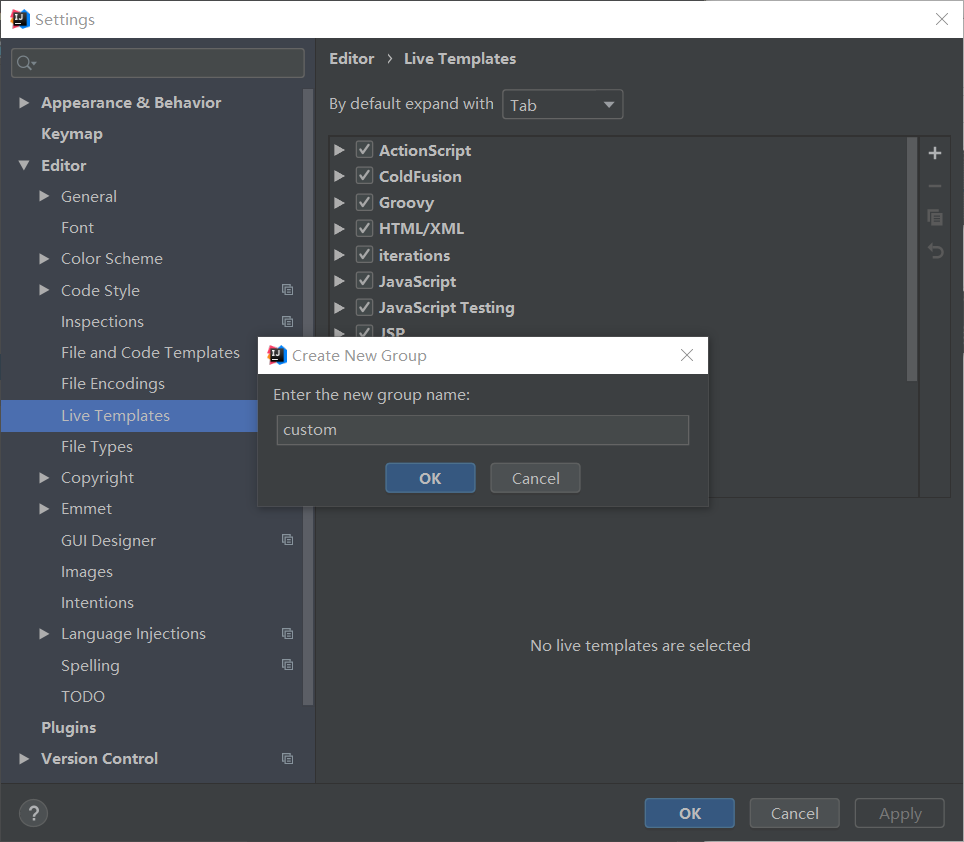 Settings
Appearance & Behavior
Keymap
Editor
General
Font
Color Scheme
Code Style
Inspections
File and Code Templates
File Encodings
Live Templates
File Types
Copyright
Emmet
GUI Designer
Images
Intentions
Language Injections
Spelling
TODO
Plugins
Version Control
Editor › Live Templates
By default expand with Tab
ActionScript
ColdFusion
Groovy
HTML/XML
iterations
JavaScript
JavaScript Testing
JSP
Create New Group
Enter the new group name:
custom
OK Cancel
No live templates are selected
? OK Cancel Apply